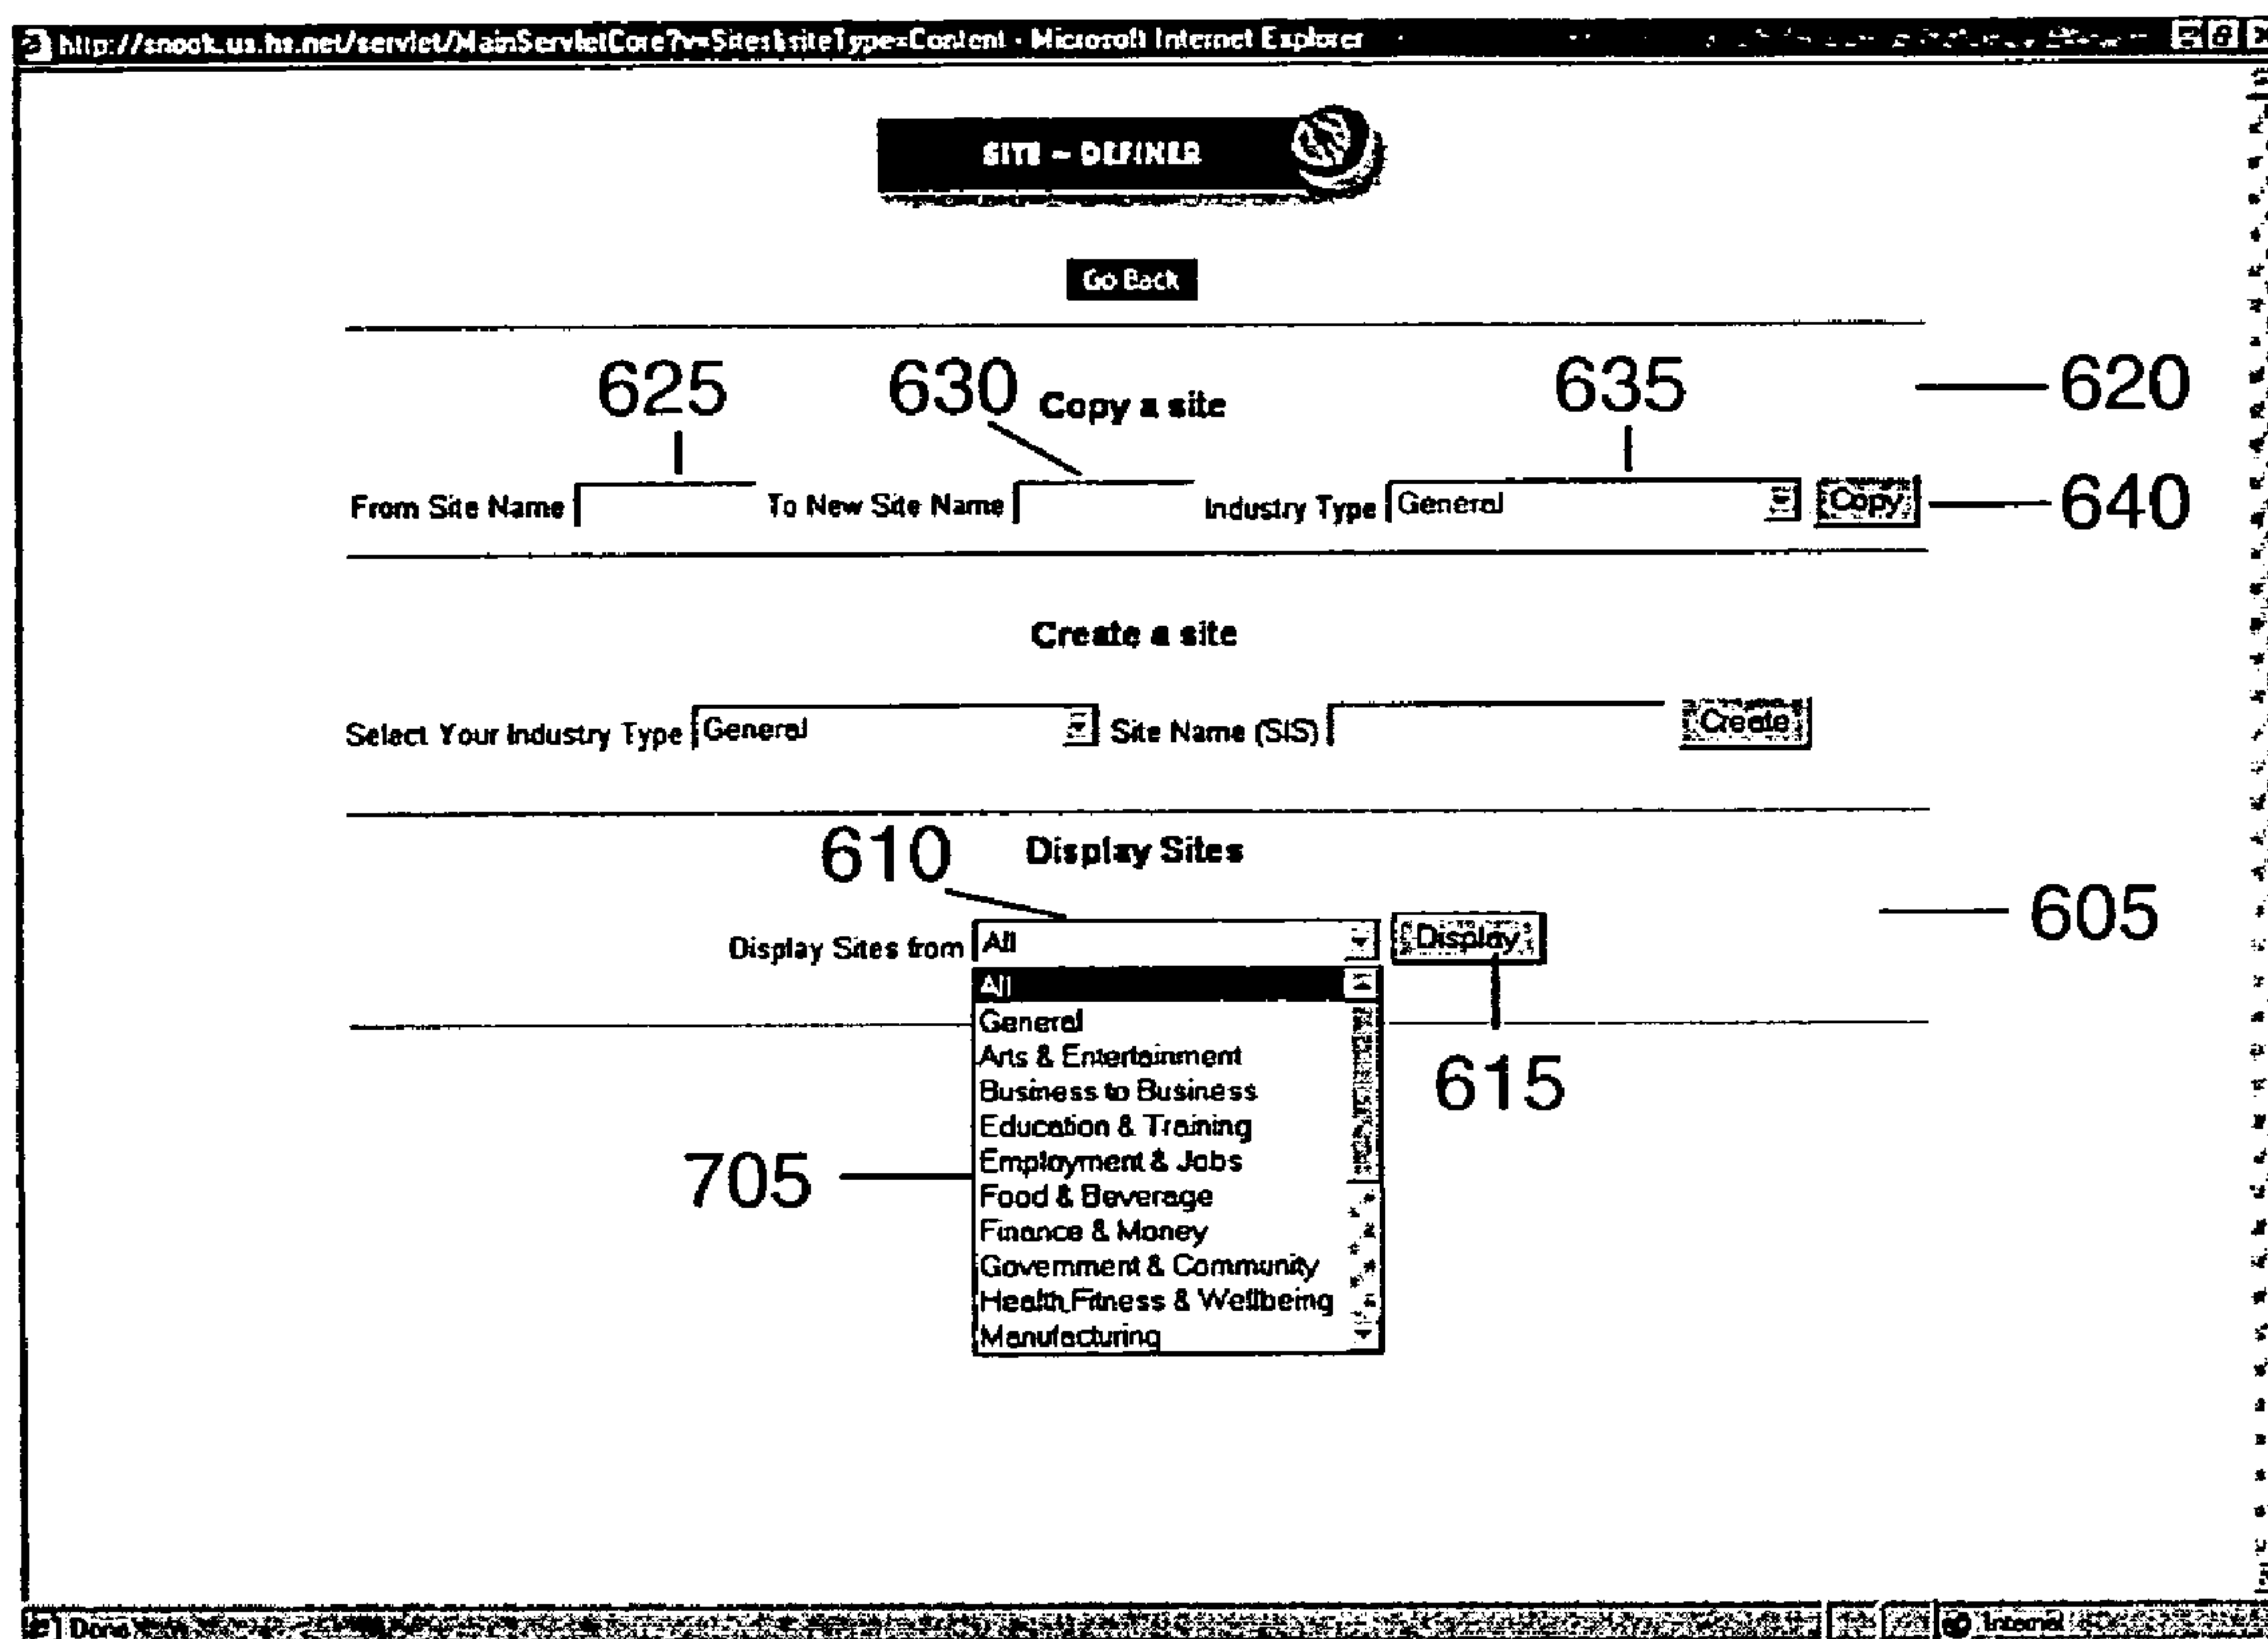 http://snook.us.hs.net/servlet/MainServletCore?v=Sites&siteType=Content - Microsoft Internet Explorer
SITE - DEFINER
Go Back
625 630 Copy a site 635 620
From Site Name To New Site Name Industry Type General Copy 640
Create a site
Select Your Industry Type General Site Name (SIS) Create
610 Display Sites
605
Display Sites from All Display
All
General
Arts & Entertainment
Business to Business
615
Education & Training
705 Employment & Jobs
Food & Beverage
Finance & Money
Government & Community
Health,Fitness & Wellbeing
Manufacturing
Done Internet